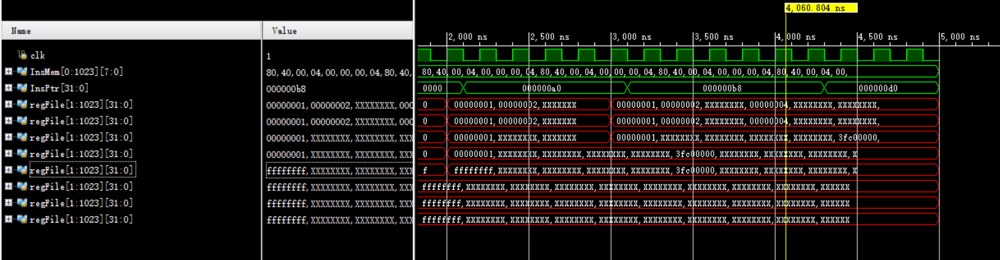 4,060.804 ns
Name Value 2,000 ns 2,500 ns 3,000 ns 3,500 ns 4,000 ns 4,500 ns 5,000 ns
clk 1
InsMem[0:1023][7:0] 80,40,00,04,00,00,00,04,80,40, 80,40,00,04,00,00,00,04,80,40,00,04,00,00,00,04,80,40,00,04,00,00,00,04,80,40,00,04,00,
InsPtr[31:0] 000000b8 0000 000000a0 000000b8 000000d0
regFile[1:1023][31:0] 00000001,00000002,XXXXXXXX,000 0 00000001,00000002,XXXXXXX 00000001,00000002,XXXXXXXX,00000004,XXXXXXXX,XXXXXXXX,
regFile[1:1023][31:0] 00000001,00000002,XXXXXXXX,000 0 00000001,00000002,XXXXXXX 00000001,00000002,XXXXXXXX,00000004,XXXXXXXX,XXXXXXXX,
regFile[1:1023][31:0] 00000001,XXXXXXXX,XXXXXXXX,XXX 0 00000001,XXXXXXXX,XXXXXXX 00000001,XXXXXXXX,XXXXXXXX,XXXXXXXX,XXXXXXXX,3fc00000,
regFile[1:1023][31:0] 00000001,XXXXXXXX,XXXXXXXX,XXX 0 00000001,XXXXXXXX,XXXXXXXX,XXXXXXXX,XXXXXXXX,3fc00000,XXXXXXXX,XXXXXXXX,XXXXXXXX,X
regFile[1:1023][31:0] ffffffff,XXXXXXXX,XXXXXXXX,XXX f ffffffff,XXXXXXXX,XXXXXXXX,XXXXXXXX,XXXXXXXX,3fc00000,XXXXXXXX,XXXXXXXX,XXXXXXXX,X
regFile[1:1023][31:0] ffffffff,XXXXXXXX,XXXXXXXX,XXX ffffffff,XXXXXXXX,XXXXXXXX,XXXXXXXX,XXXXXXXX,XXXXXXXX,XXXXXXXX,XXXXXXXX,XXXXXXXX,XXXXXX
regFile[1:1023][31:0] ffffffff,XXXXXXXX,XXXXXXXX,XXX ffffffff,XXXXXXXX,XXXXXXXX,XXXXXXXX,XXXXXXXX,XXXXXXXX,XXXXXXXX,XXXXXXXX,XXXXXXXX,XXXXXX
regFile[1:1023][31:0] ffffffff,XXXXXXXX,XXXXXXXX,XXX ffffffff,XXXXXXXX,XXXXXXXX,XXXXXXXX,XXXXXXXX,XXXXXXXX,XXXXXXXX,XXXXXXXX,XXXXXXXX,XXXXXX